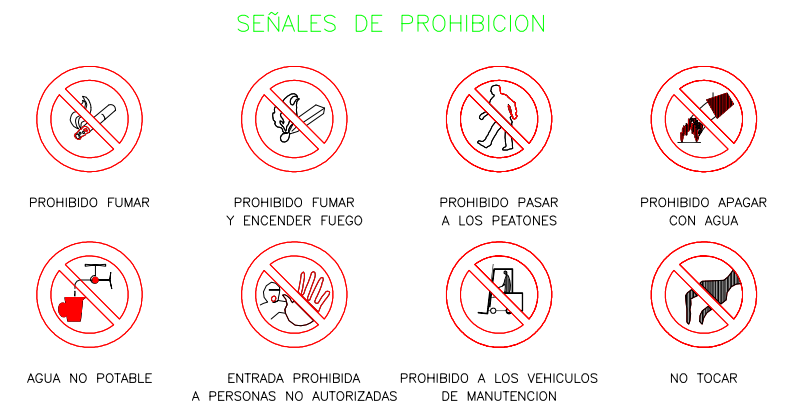 SEÑALES DE PROHIBICION
PROHIBIDO FUMAR
PROHIBIDO FUMAR
Y ENCENDER FUEGO
PROHIBIDO PASAR
A LOS PEATONES
PROHIBIDO APAGAR
CON AGUA
AGUA NO POTABLE
ENTRADA PROHIBIDA
A PERSONAS NO AUTORIZADAS
PROHIBIDO A LOS VEHICULOS
DE MANUTENCION
NO TOCAR